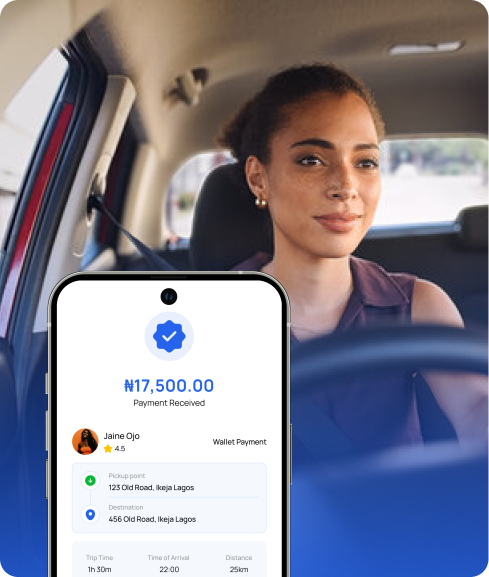 ₦17,500.00
Payment Received
Jaine Ojo
4.5
Wallet Payment
Pickup point
123 Old Road, Ikeja Lagos
Destination
456 Old Road, Ikeja Lagos
Trip Time
Time of Arrival
Distance
1h 30m
22:00
25km